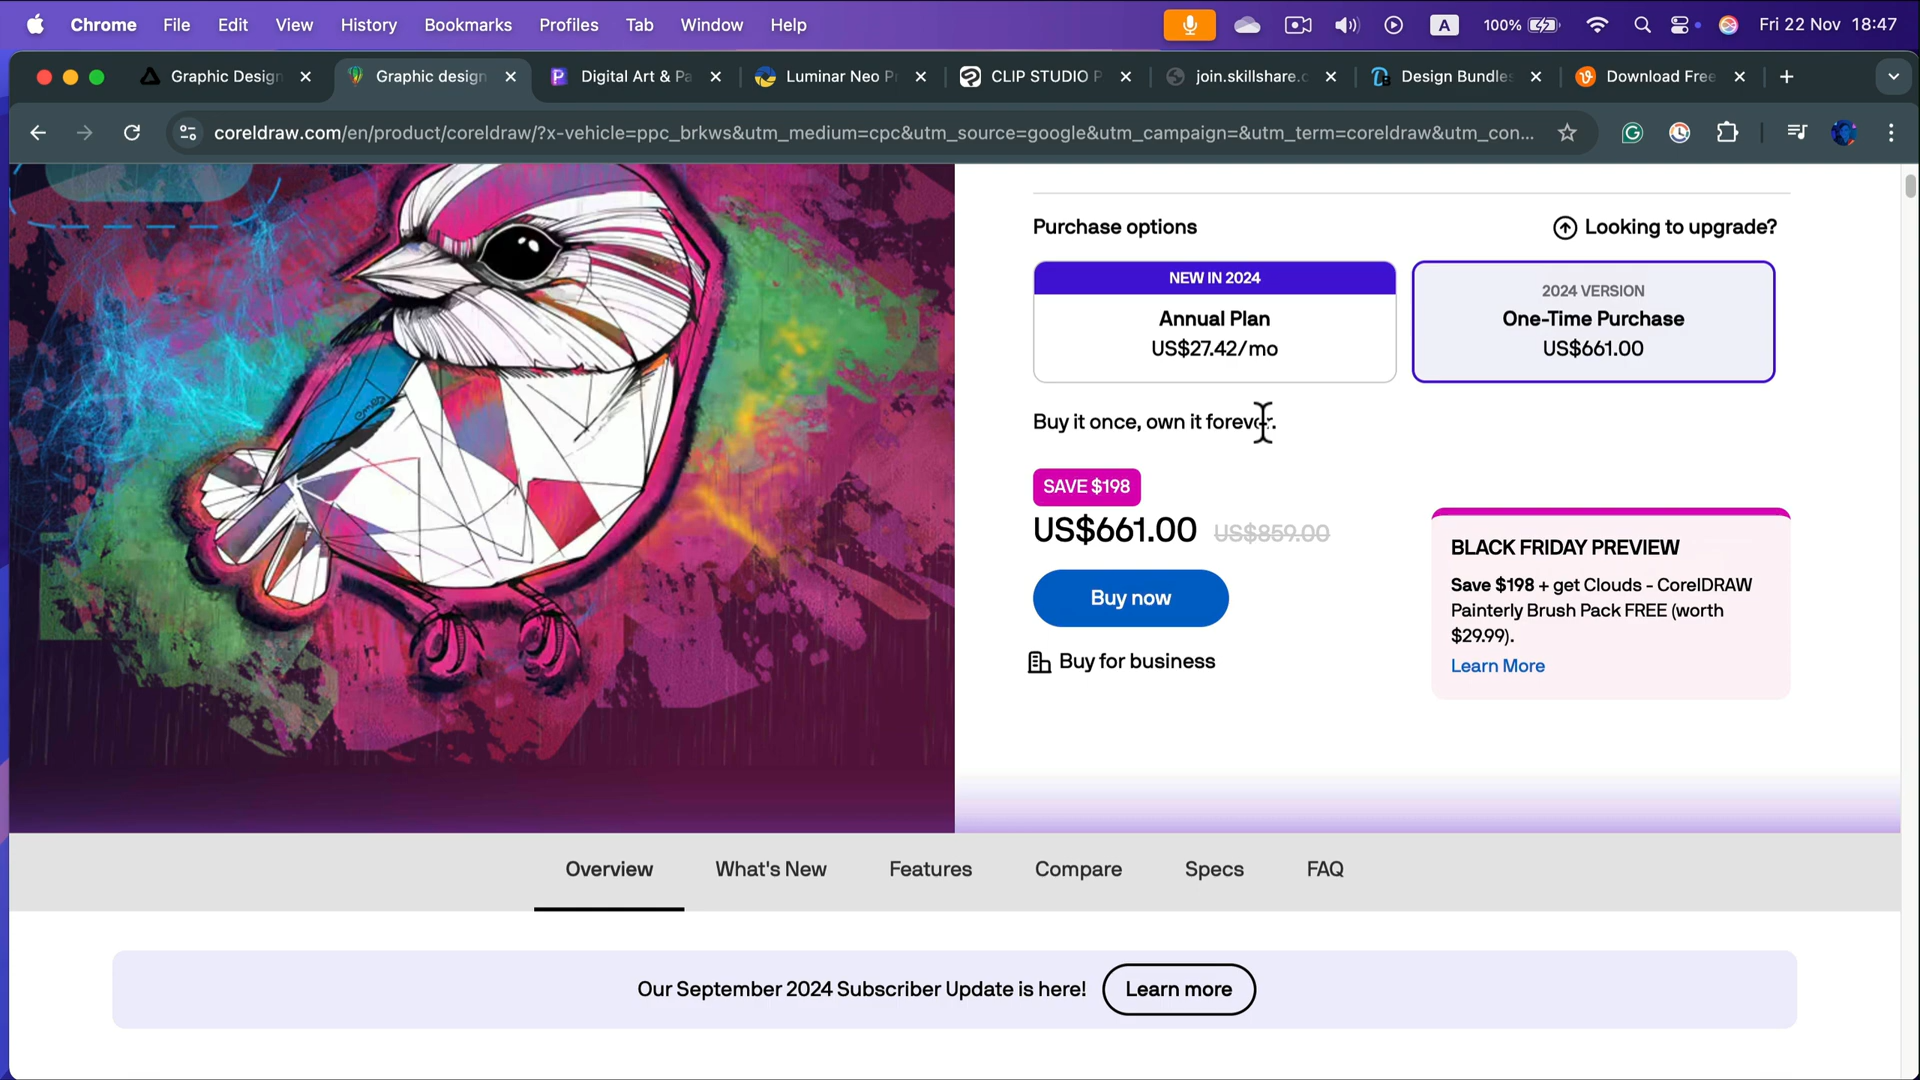 Chrome File Edit View History Bookmarks Profiles Tab Window Help
A 100% Fri 22 Nov 18:47
Graphic Design
Graphic design
Digital Art & Pa
Luminar Neo P
CLIP STUDIO P
join.skillshare.c
Design Bundles
Download Free
coreldraw.com/en/product/coreldraw/?x-vehicle=ppc_brkws&utm_medium=cpc&utm_source=google&utm_campaign=&utm_term=coreldraw&utm_con...
Purchase options
Looking to upgrade?
NEW IN 2024
Annual Plan
US$27.42/mo
2024 VERSION
One-Time Purchase
US$661.00
Buy it once, own it forever.
SAVE $198
US$661.00 US$859.00
Buy now
Buy for business
BLACK FRIDAY PREVIEW
Save $198 + get Clouds - CorelDRAW
Painterly Brush Pack FREE (worth
$29.99).
Learn More
Overview What's New Features Compare Specs FAQ
Our September 2024 Subscriber Update is here! Learn more